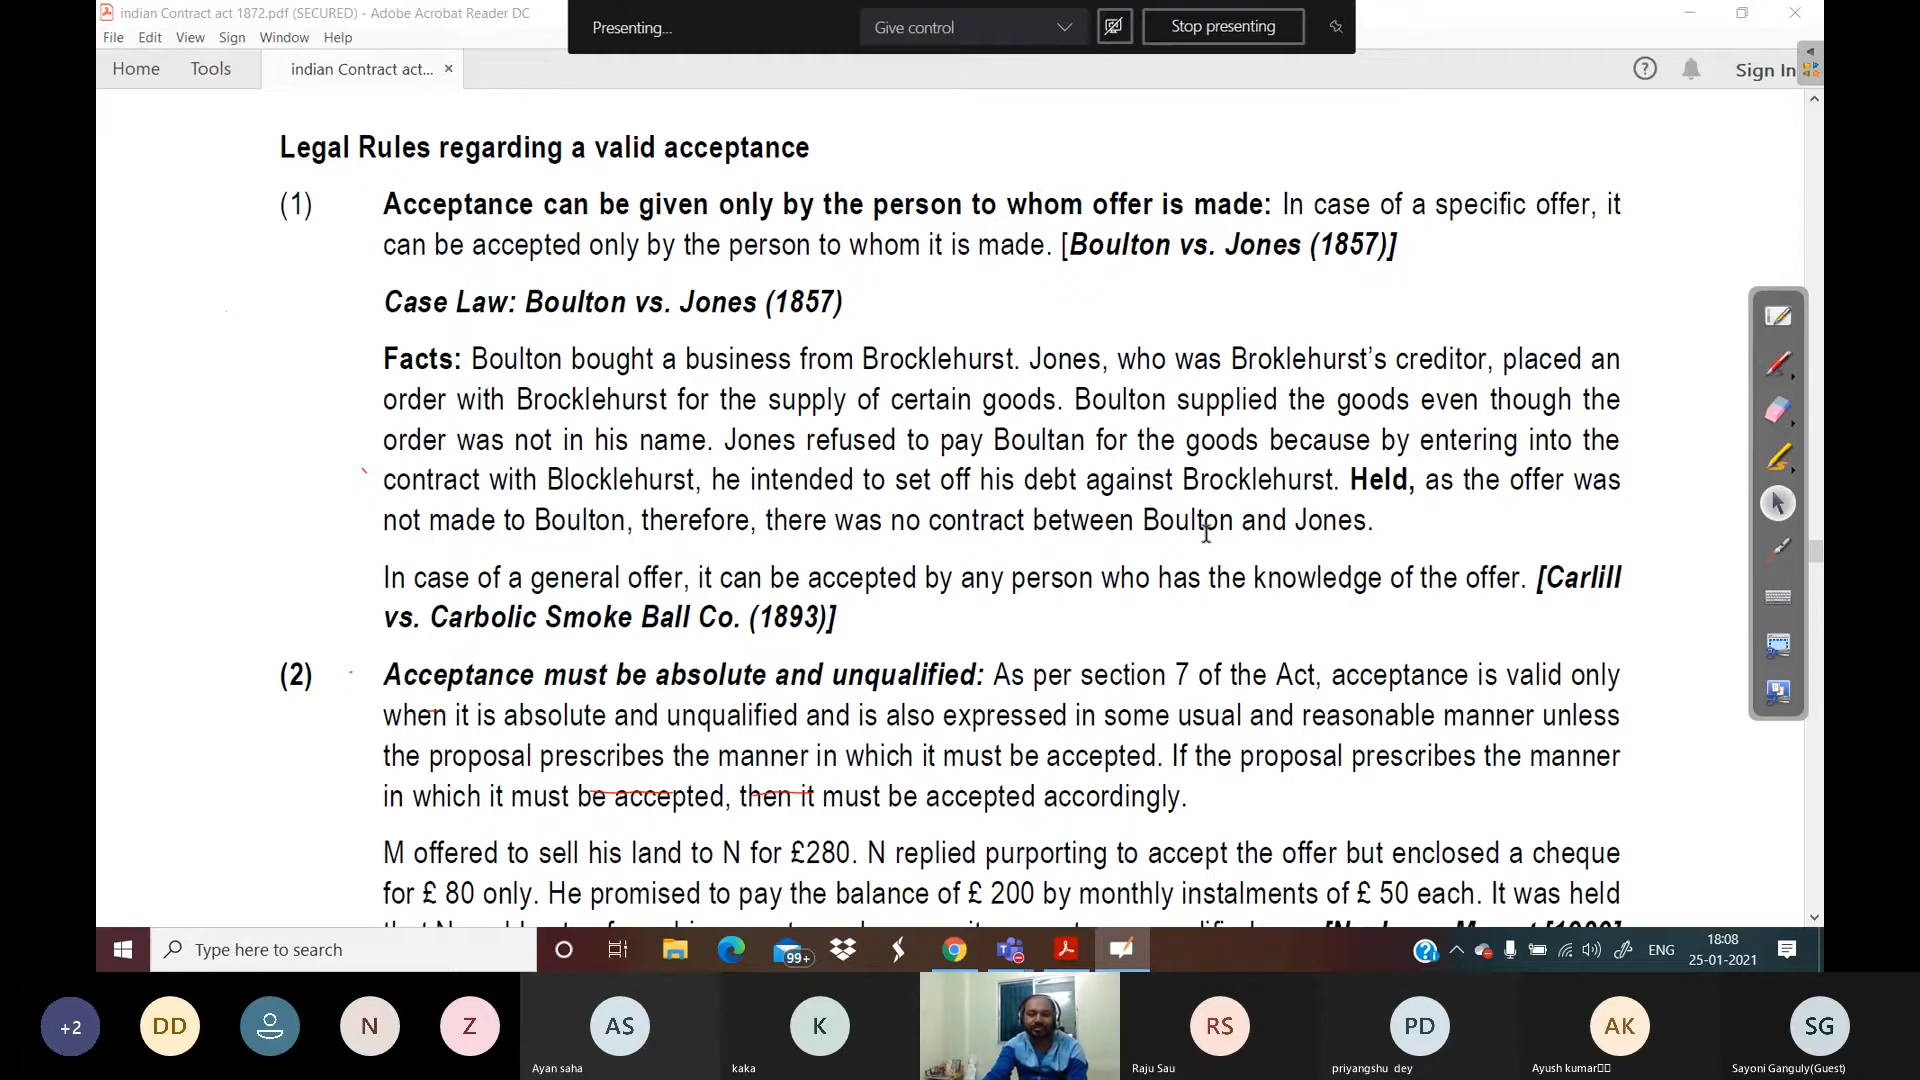 indian Contract act 1872.pdf (SECURED) - Adobe Acrobat Reader DC
Presenting...
Give control
Stop presenting
File Edit View Sign Window Help
Home Tools indian Contract act... × Sign In
Legal Rules regarding a valid acceptance
(1) Acceptance can be given only by the person to whom offer is made: In case of a specific offer, it
can be accepted only by the person to whom it is made. [Boulton vs. Jones (1857)]
Case Law: Boulton vs. Jones (1857)
Facts: Boulton bought a business from Brocklehurst. Jones, who was Broklehurst's creditor, placed an
order with Brocklehurst for the supply of certain goods. Boulton supplied the goods even though the
order was not in his name. Jones refused to pay Boultan for the goods because by entering into the
contract with Blocklehurst, he intended to set off his debt against Brocklehurst. Held, as the offer was
not made to Boulton, therefore, there was no contract between Boulton and Jones.
In case of a general offer, it can be accepted by any person who has the knowledge of the offer. [Carlill
vs. Carbolic Smoke Ball Co. (1893)]
(2) Acceptance must be absolute and unqualified: As per section 7 of the Act, acceptance is valid only
when it is absolute and unqualified and is also expressed in some usual and reasonable manner unless
the proposal prescribes the manner in which it must be accepted. If the proposal prescribes the manner
in which it must be accepted, then it must be accepted accordingly.
M offered to sell his land to N for £280. N replied purporting to accept the offer but enclosed a cheque
for £ 80 only. He promised to pay the balance of £ 200 by monthly instalments of £ 50 each. It was held
Type here to search
99+
ENG
18:08
25-01-2021
+2 DD N Z AS K RS PD AK SG
Ayan saha kaka Raju Sau priyangshu dey Ayush kumar Sayoni Ganguly(Guest)